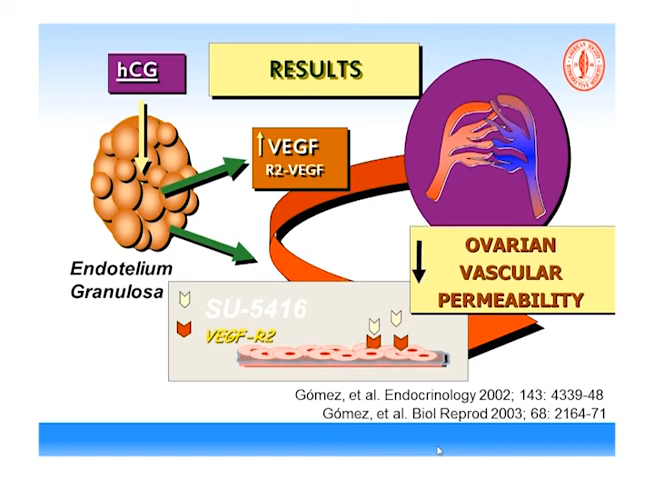 hCG
RESULTS
↑VEGF
R2-VEGF
Endotelium
Granulosa
↓ OVARIAN
VASCULAR
PERMEABILITY
SU-5416
VEGF-R2
Gómez, et al. Endocrinology 2002; 143: 4339-48
Gómez, et al. Biol Reprod 2003; 68: 2164-71